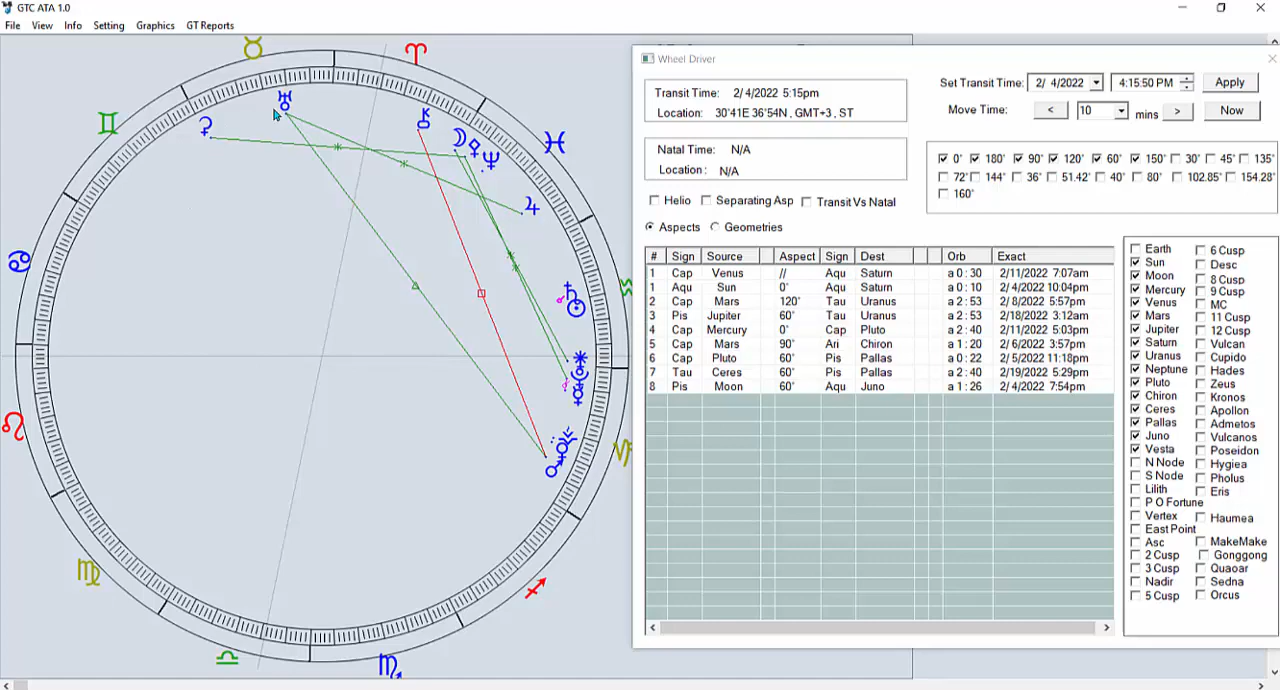 GTC ATA 1.0
File View Info Setting Graphics GT Reports
Wheel Driver
Transit Time: 2/ 4/2022 5:15pm
Location: 30°41E 36°54N , GMT+3 , ST
Set Transit Time: 2/ 4/2022 4:15:50 PM Apply
Move Time: < 10 mins > Now
Natal Time: N/A
Location : N/A
0° 180° 90° 120° 60° 150° 30° 45° 135°
72° 144° 36° 51.42° 40° 80° 102.85° 154.28°
160°
Helio Separating Asp Transit Vs Natal
Aspects Geometries
# Sign Source Aspect Sign Dest Orb Exact
1 Cap Venus // Aqu Saturn a 0 : 30 2/11/2022 7:07am
1 Aqu Sun 0° Aqu Saturn a 0 : 10 2/ 4/2022 10:04pm
2 Cap Mars 120° Tau Uranus a 2 : 53 2/ 8/2022 5:57pm
3 Pis Jupiter 60° Tau Uranus a 2 : 53 2/18/2022 3:12am
4 Cap Mercury 0° Cap Pluto a 2 : 40 2/11/2022 5:03pm
5 Cap Mars 90° Ari Chiron a 1 : 20 2/ 6/2022 3:57pm
6 Cap Pluto 60° Pis Pallas a 0 : 22 2/ 5/2022 11:18pm
7 Tau Ceres 60° Pis Pallas a 2 : 40 2/19/2022 5:29pm
8 Pis Moon 60° Aqu Juno a 1 : 26 2/ 4/2022 7:54pm
Earth
Sun
Moon
Mercury
Venus
Mars
Jupiter
Saturn
Uranus
Neptune
Pluto
Chiron
Ceres
Pallas
Juno
Vesta
N Node
S Node
Lilith
P O Fortune
Vertex
East Point
Asc
2 Cusp
3 Cusp
Nadir
5 Cusp
6 Cusp
Desc
8 Cusp
9 Cusp
MC
11 Cusp
12 Cusp
Vulcan
Cupido
Hades
Zeus
Kronos
Apollon
Admetos
Vulcanos
Poseidon
Hygiea
Pholus
Eris
Haumea
MakeMake
Gonggong
Quaoar
Sedna
Orcus